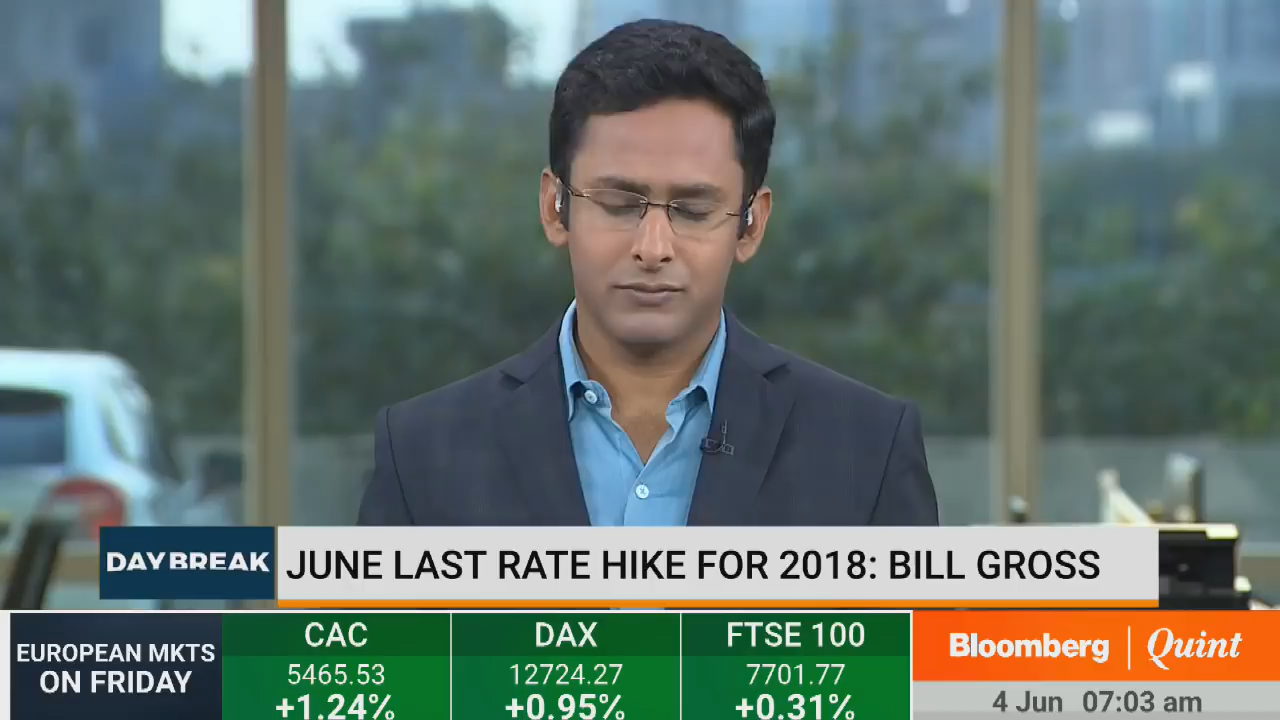 DAYBREAK
JUNE LAST RATE HIKE FOR 2018: BILL GROSS
EUROPEAN MKTS
ON FRIDAY
CAC
5465.53
+1.24%
DAX
12724.27
+0.95%
FTSE 100
7701.77
+0.31%
Bloomberg | Quint
4 Jun 07:03 am